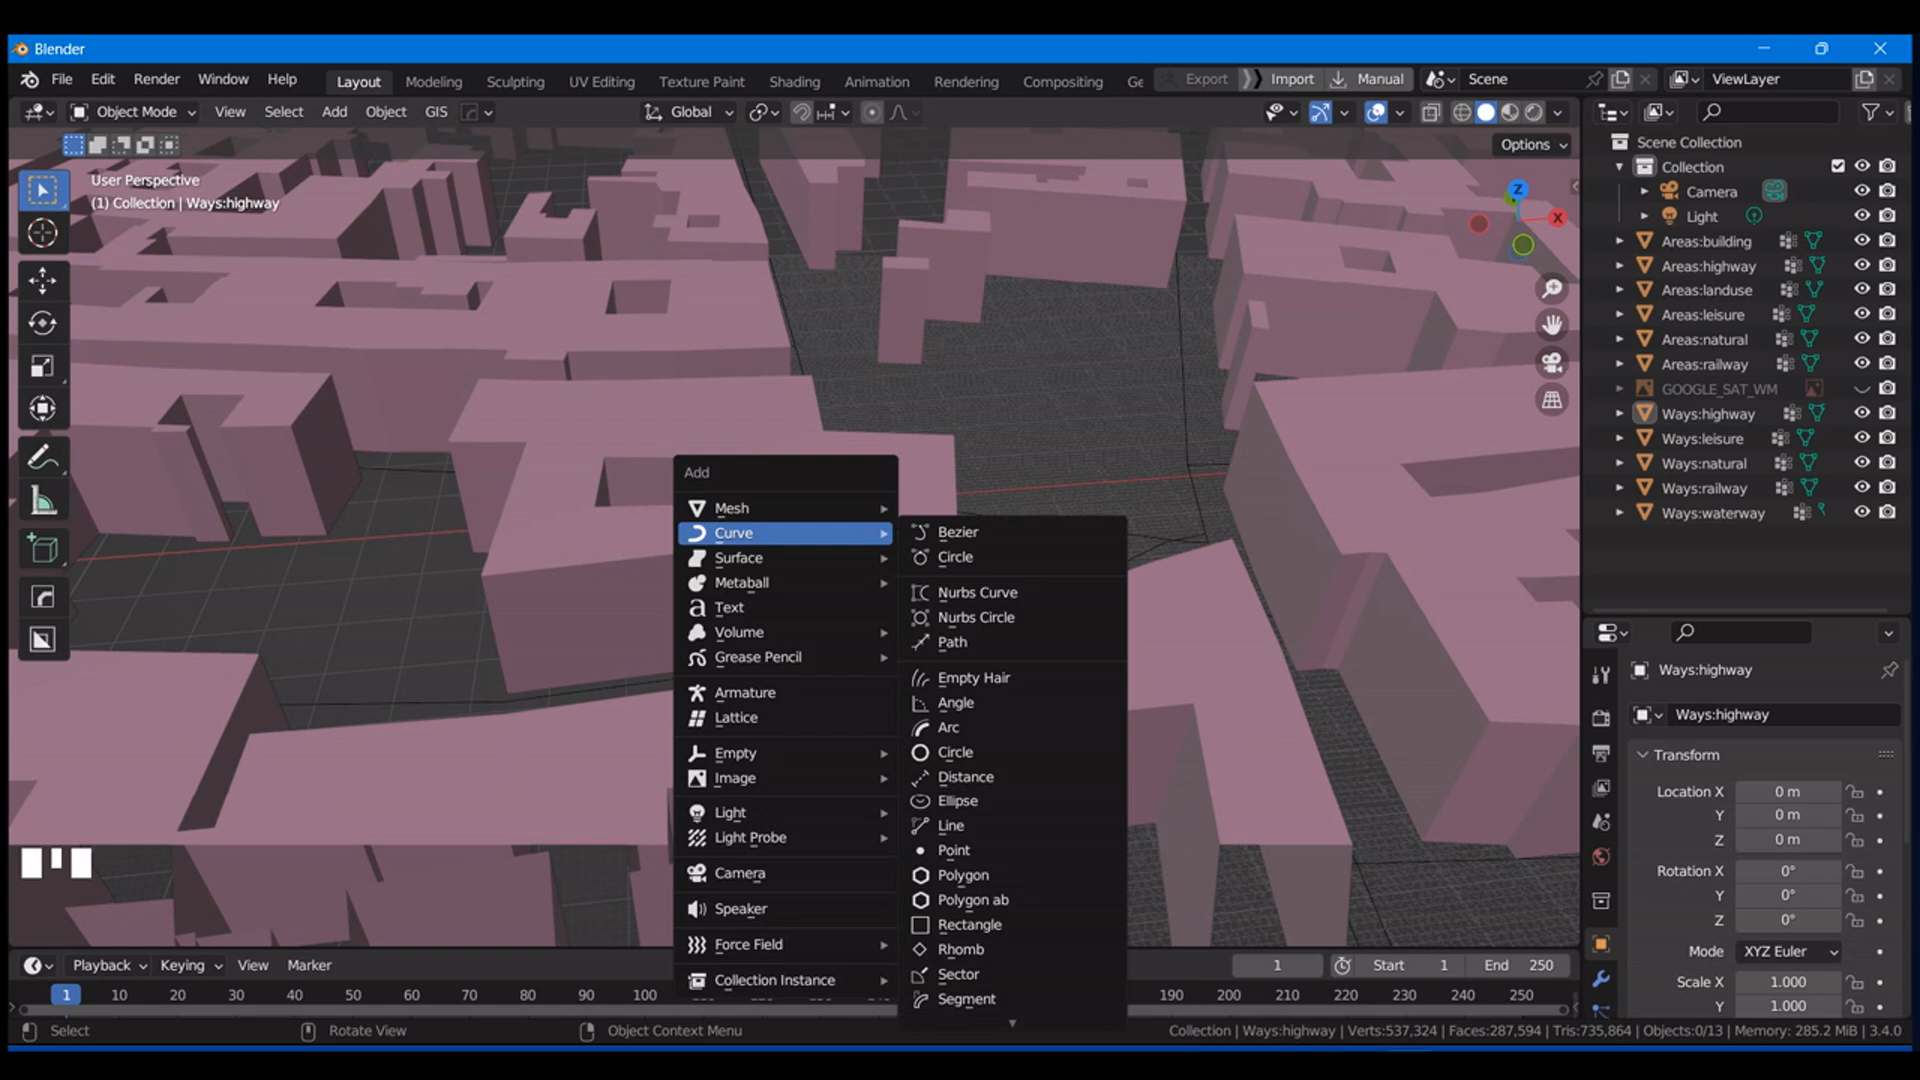 Blender
File Edit Render Window Help Layout Modeling Sculpting UV Editing Texture Paint Shading Animation Rendering Compositing Ge Export Import Manual Scene ViewLayer
Object Mode View Select Add Object GIS Global
Options
User Perspective
(1) Collection | Ways:highway
Z
X
Scene Collection
Collection
Camera
Light
Areas:building
Areas:highway
Areas:landuse
Areas:leisure
Areas:natural
Areas:railway
GOOGLE_SAT_WM
Ways:highway
Ways:leisure
Ways:natural
Ways:railway
Ways:waterway
Add
Mesh
Curve
Surface
Metaball
Text
Volume
Grease Pencil
Armature
Lattice
Empty
Image
Light
Light Probe
Camera
Speaker
Force Field
Collection Instance
Bezier
Circle
Nurbs Curve
Nurbs Circle
Path
Empty Hair
Angle
Arc
Circle
Distance
Ellipse
Line
Point
Polygon
Polygon ab
Rectangle
Rhomb
Sector
Segment
Ways:highway
Ways:highway
Transform
Location X 0 m
Y 0 m
Z 0 m
Rotation X 0°
Y 0°
Z 0°
Mode XYZ Euler
Scale X 1.000
Y 1.000
Playback Keying View Marker 1 Start 1 End 250
1 10 20 30 40 50 60 70 80 90 100 190 200 210 220 230 240 250
Select Rotate View Object Context Menu Collection | Ways:highway | Verts:537,324 | Faces:287,594 | Tris:735,864 | Objects:0/13 | Memory: 285.2 MiB | 3.4.0